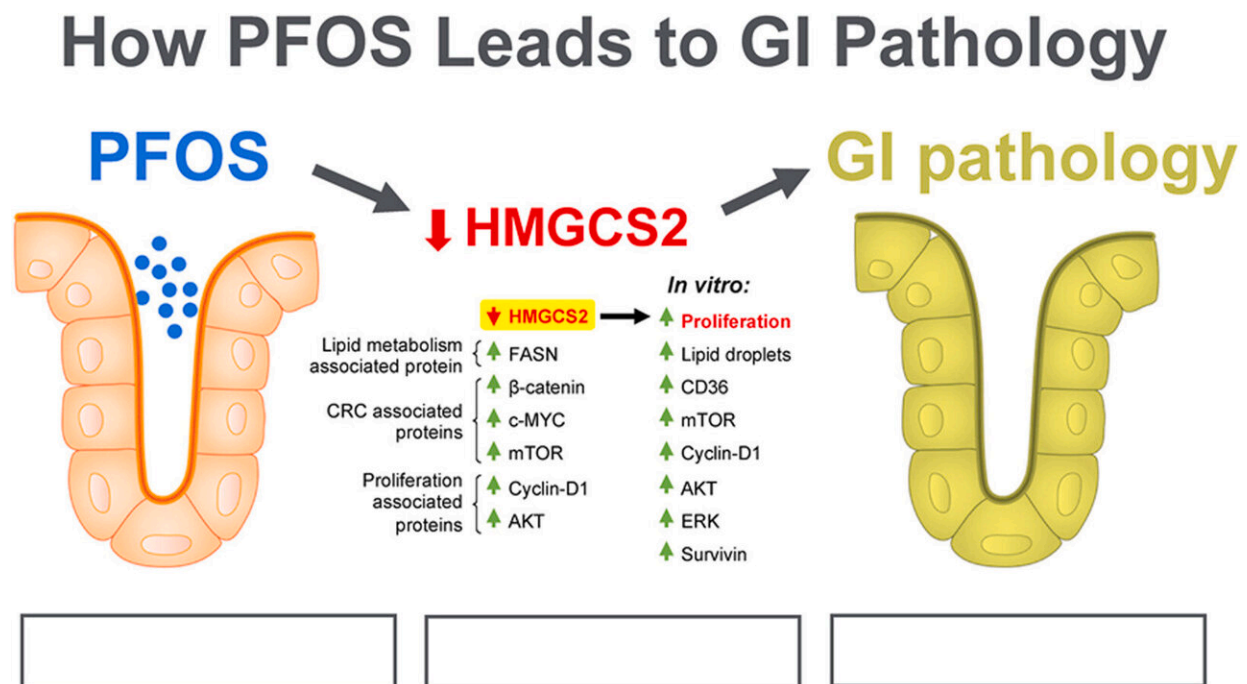 How PFOS Leads to GI Pathology
PFOS
GI pathology
HMGCS2
In vitro:
HMGCS2
Proliferation
Lipid metabolism
associated protein
FASN
Lipid droplets
β-catenin
CD36
CRC associated
proteins
c-MYC
mTOR
mTOR
Cyclin-D1
Proliferation
associated
proteins
Cyclin-D1
AKT
AKT
ERK
Survivin